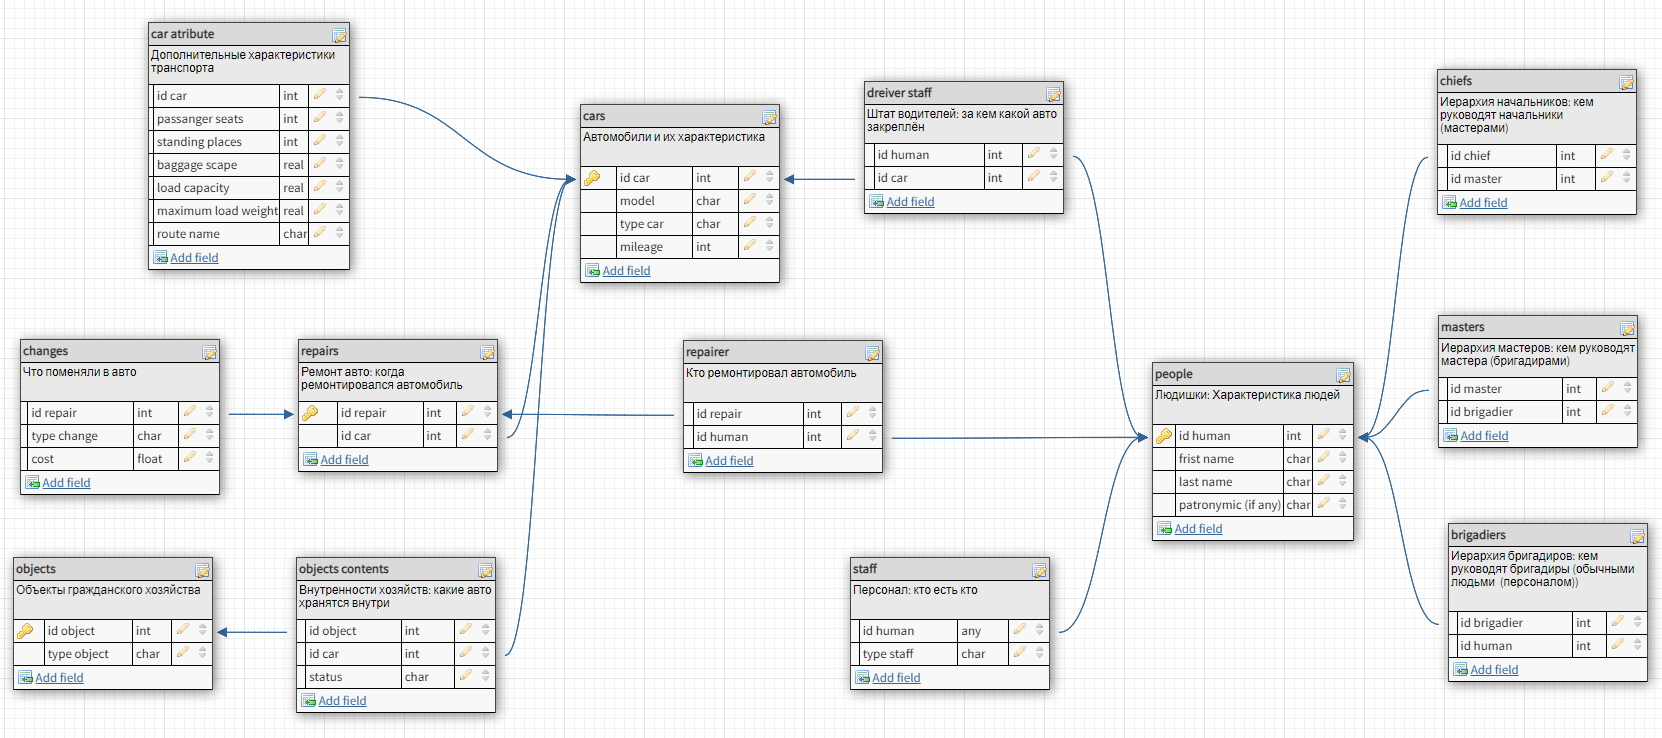 car atribute
Дополнительные характеристики
транспорта
id car int
passanger seats int
standing places int
baggage scape real
load capacity real
maximum load weight real
route name char
Add field
cars
Автомобили и их характеристика
id car int
model char
type car char
mileage int
Add field
dreiver staff
Штат водителей: за кем какой авто
закреплён
id human int
id car int
Add field
chiefs
Иерархия начальников: кем
руководят начальники
(мастерами)
id chief int
id master int
Add field
changes
Что поменяли в авто
id repair int
type change char
cost float
Add field
repairs
Ремонт авто: когда
ремонтировался автомобиль
id repair int
id car int
Add field
repairer
Кто ремонтировал автомобиль
id repair int
id human int
Add field
people
Людишки: Характеристика людей
id human int
frist name char
last name char
patronymic (if any) char
Add field
masters
Иерархия мастеров: кем руководят
мастера (бригадирами)
id master int
id brigadier int
Add field
objects
Объекты гражданского хозяйства
id object int
type object char
Add field
objects contents
Внутренности хозяйств: какие авто
хранятся внутри
id object int
id car int
status char
Add field
staff
Персонал: кто есть кто
id human any
type staff char
Add field
brigadiers
Иерархия бригадиров: кем
руководят бригадиры (обычными
людьми (персоналом))
id brigadier int
id human int
Add field